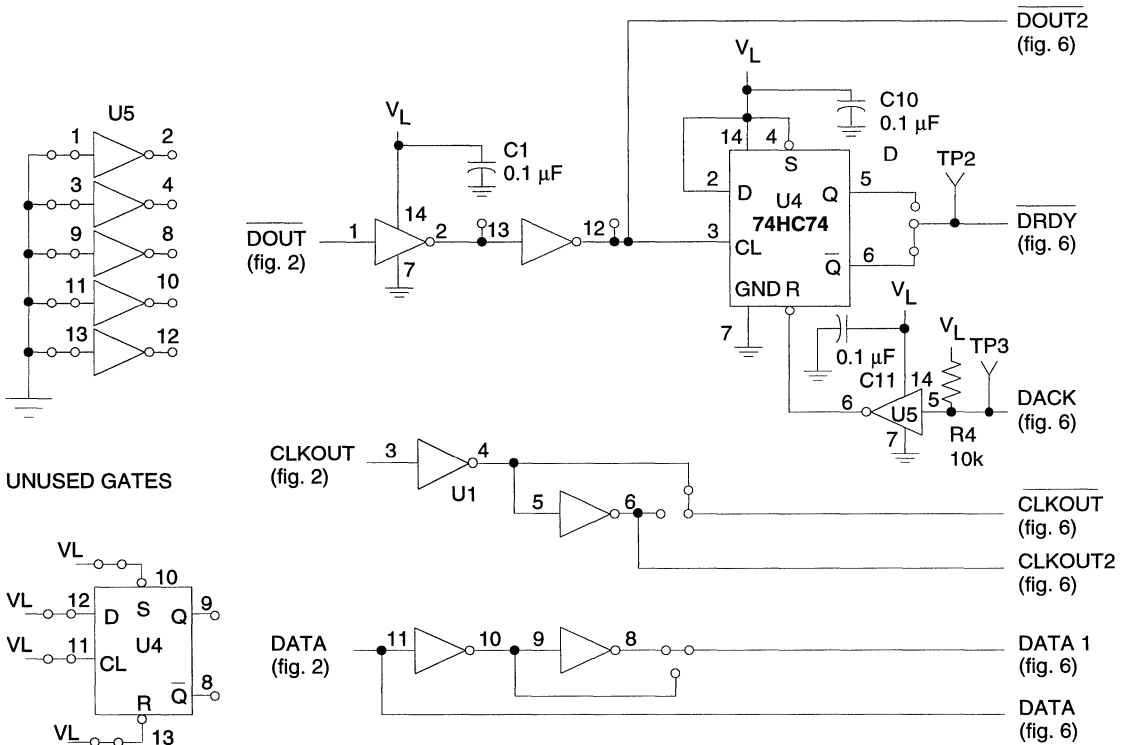 U5
1 2
3 4
9 8
11 10
13 12
UNUSED GATES
VL
10
VL
12
D
S
Q
9
U4
VL
11
CL
R
Q
8
VL
13
DOUT
(fig. 2)
1
VL
14
2
7
C1
0.1 μF
13
12
VL
C10
0.1 μF
D
14
4
S
2
D
Q
5
U4
74HC74
3
CL
Q
6
GND R
7
TP2
DOUT2
(fig. 6)
DRDY
(fig. 6)
VL
0.1 μF
C11
14
VL
TP3
6
U5
5
7
R4
10k
DACK
(fig. 6)
CLKOUT
(fig. 2)
3
4
U1
5
6
CLKOUT
(fig. 6)
CLKOUT2
(fig. 6)
DATA
(fig. 2)
11
10
9
8
DATA 1
(fig. 6)
DATA
(fig. 6)